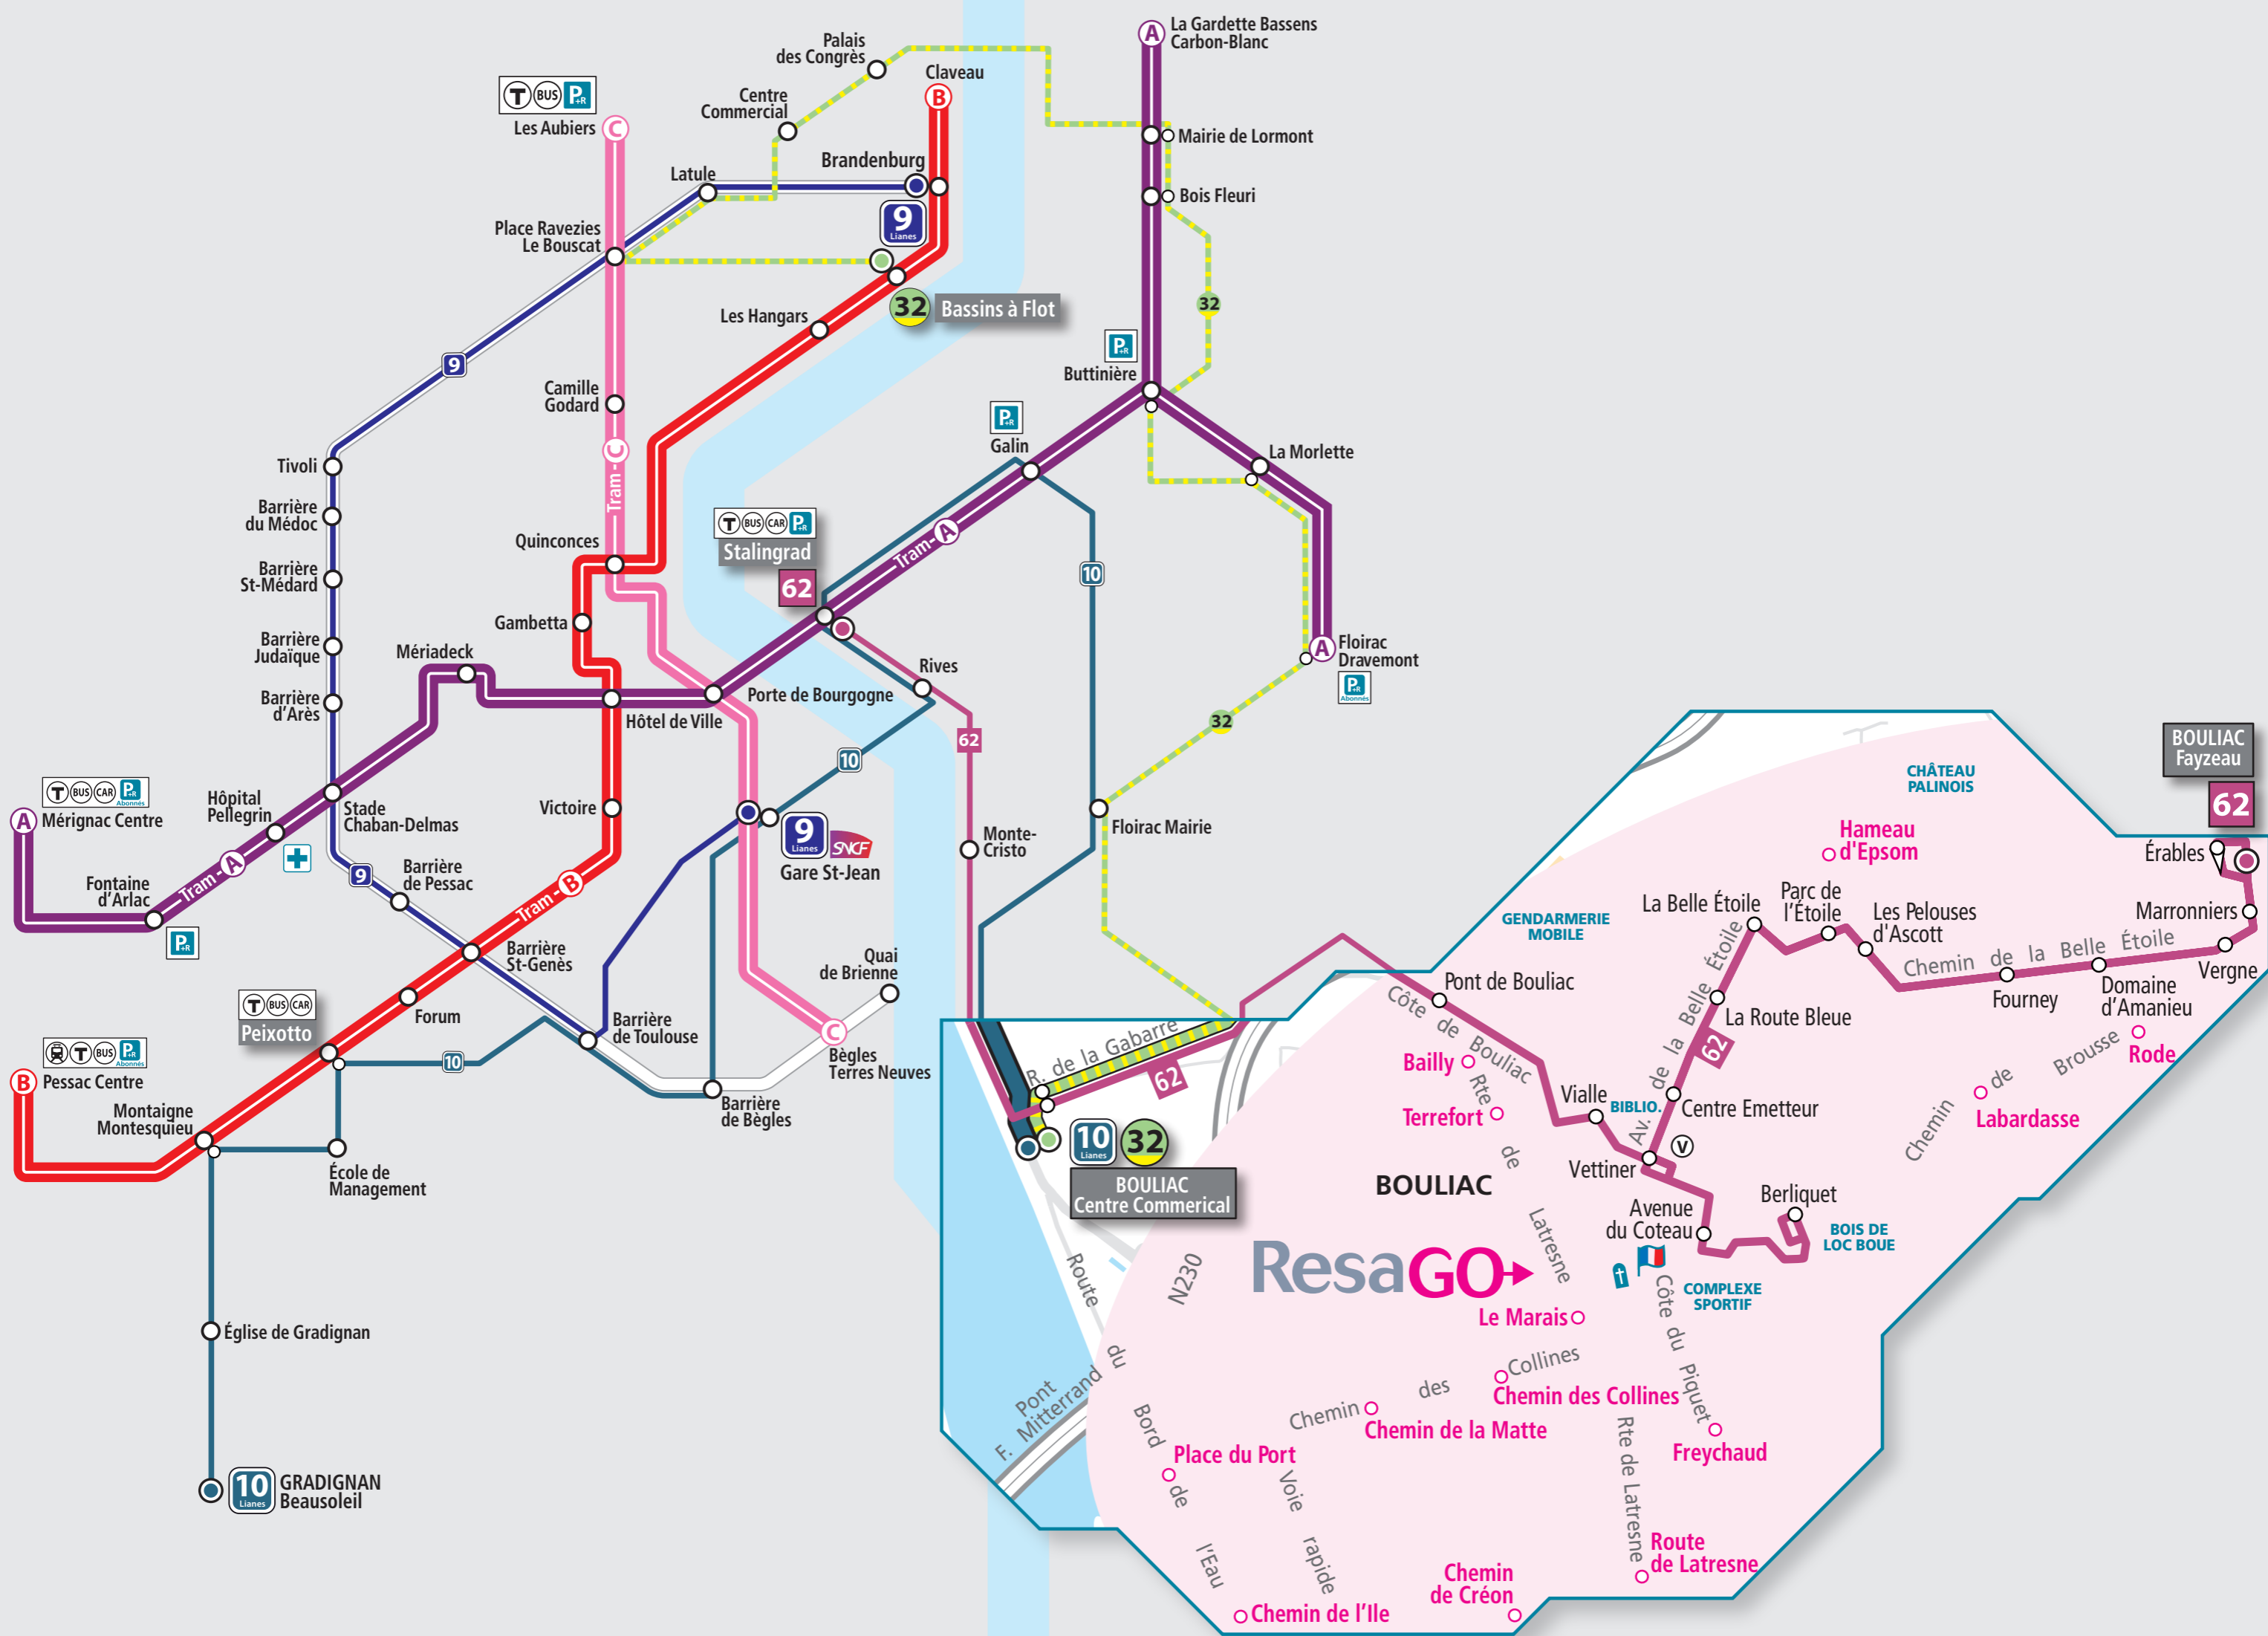 La Gardette Bassens
Carbon-Blanc
A
Palais
des Congrès
Claveau
B
T BUS P+R
Centre
Commercial
Les Aubiers
C
Mairie de Lormont
Brandenburg
Latule
Bois Fleuri
9
Lianes
Place Ravezies
Le Bouscat
32
Bassins à Flot
32
Les Hangars
P+R
9
Buttinière
Camille
Godard
P+R
Galin
C
Tram
La Morlette
Tivoli
Barrière
du Médoc
T BUS CAR P+R
Stalingrad
62
Quinconces
Tram A
10
Barrière
St-Médard
Gambetta
Barrière
Judaïque
Mériadeck
Floirac
Dravemont
A
P+R
Abonnés
Rives
Barrière
d'Arès
Porte de Bourgogne
Hôtel de Ville
32
62
10
BOULIAC
Fayzeau
62
CHÂTEAU
PALINOIS
T BUS CAR P+R
Abonnés
A
Mérignac Centre
Hôpital
Pellegrin
Stade
Chaban-Delmas
Victoire
9
Lianes
SNCF
Gare St-Jean
Monte-
Cristo
Floirac Mairie
Hameau
d'Epsom
Érables
Fontaine
d'Arlac
Tram A
9
Barrière
de Pessac
Tram B
P+R
La Belle Étoile
Parc de
l'Étoile
Les Pelouses
d'Ascott
Marronniers
GENDARMERIE
MOBILE
Chemin de la Belle Étoile
Vergne
Barrière
St-Genès
Quai
de Brienne
Pont de Bouliac
Fourney
Domaine
d'Amanieu
T BUS CAR
Peixotto
Forum
Barrière
de Toulouse
C
Bègles
Terres Neuves
R. de la Gabarre
62
Côte de Bouliac
La Route Bleue
62
Av. de la Belle Étoile
Rode
T BUS P+R
Abonnés
B
Pessac Centre
10
Bailly
Terrefort
Vialle
BIBLIO.
Centre Emetteur
Chemin de Brousse
Labardasse
Montaigne
Montesquieu
Barrière
de Bègles
10
Lianes
32
BOULIAC
Centre Commerical
V
Vettiner
École de
Management
BOULIAC
Rte de Latresne
Avenue
du Coteau
Berliquet
BOIS DE
LOC BOUE
ResaGO
N230
Route du Bord de l'Eau
COMPLEXE
SPORTIF
Côte du Piquet
Le Marais
Église de Gradignan
Pont
F. Mitterrand
Chemin des Collines
Chemin des Collines
Chemin de la Matte
Freychaud
Place du Port
Voie rapide
Rte de Latresne
10
Lianes
GRADIGNAN
Beausoleil
Route
de Latresne
Chemin
de Créon
Chemin de l'Ile